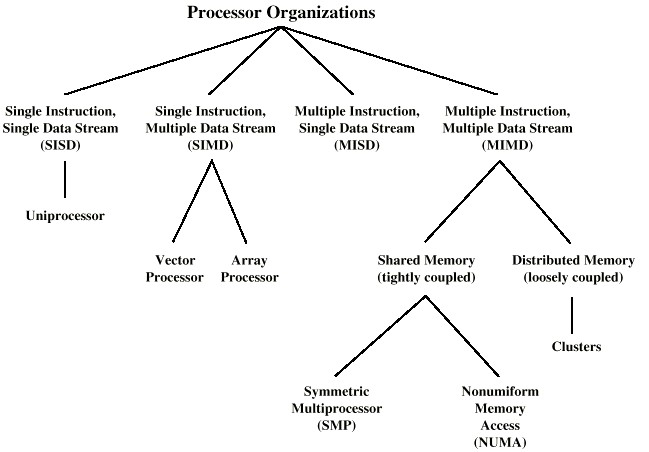 Processor Organizations
Single Instruction,
Single Data Stream
(SISD)
Single Instruction,
Multiple Data Stream
(SIMD)
Multiple Instruction,
Single Data Stream
(MISD)
Multiple Instruction,
Multiple Data Stream
(MIMD)
Uniprocessor
Vector
Processor
Array
Processor
Shared Memory
(tightly coupled)
Distributed Memory
(loosely coupled)
Clusters
Symmetric
Multiprocessor
(SMP)
Nonuniform
Memory
Access
(NUMA)